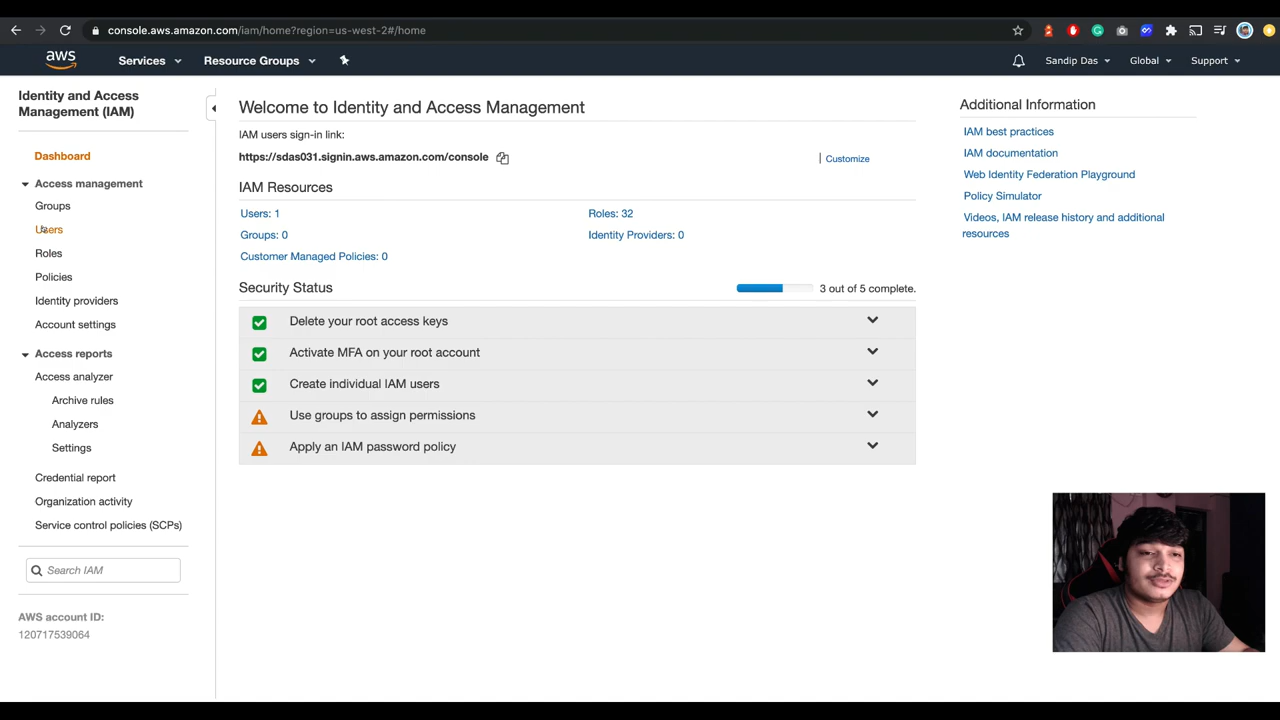 console.aws.amazon.com/iam/home?region=us-west-2#/home
aws
Services
Resource Groups
Sandip Das
Global
Support
Identity and Access
Management (IAM)
Dashboard
Access management
Groups
Users
Roles
Policies
Identity providers
Account settings
Access reports
Access analyzer
Archive rules
Analyzers
Settings
Credential report
Organization activity
Service control policies (SCPs)
Search IAM
AWS account ID:
120717539064
Welcome to Identity and Access Management
IAM users sign-in link:
https://sdas031.signin.aws.amazon.com/console
Customize
IAM Resources
Users: 1
Roles: 32
Groups: 0
Identity Providers: 0
Customer Managed Policies: 0
Security Status
3 out of 5 complete.
Delete your root access keys
Activate MFA on your root account
Create individual IAM users
Use groups to assign permissions
Apply an IAM password policy
Additional Information
IAM best practices
IAM documentation
Web Identity Federation Playground
Policy Simulator
Videos, IAM release history and additional
resources